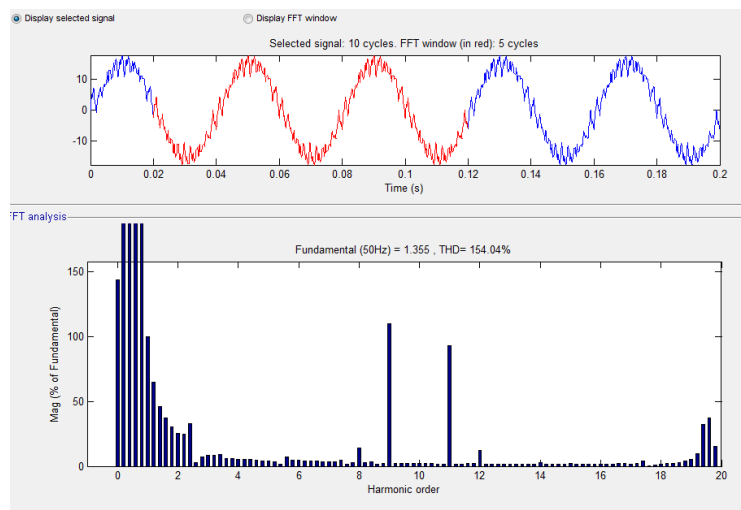 Display selected signal
Display FFT window
Selected signal: 10 cycles. FFT window (in red): 5 cycles
10
0
-10
0 0.02 0.04 0.06 0.08 0.1 0.12 0.14 0.16 0.18 0.2
Time (s)
FFT analysis
Fundamental (50Hz) = 1.355 , THD= 154.04%
150
100
50
0
Mag (% of Fundamental)
0 2 4 6 8 10 12 14 16 18 20
Harmonic order